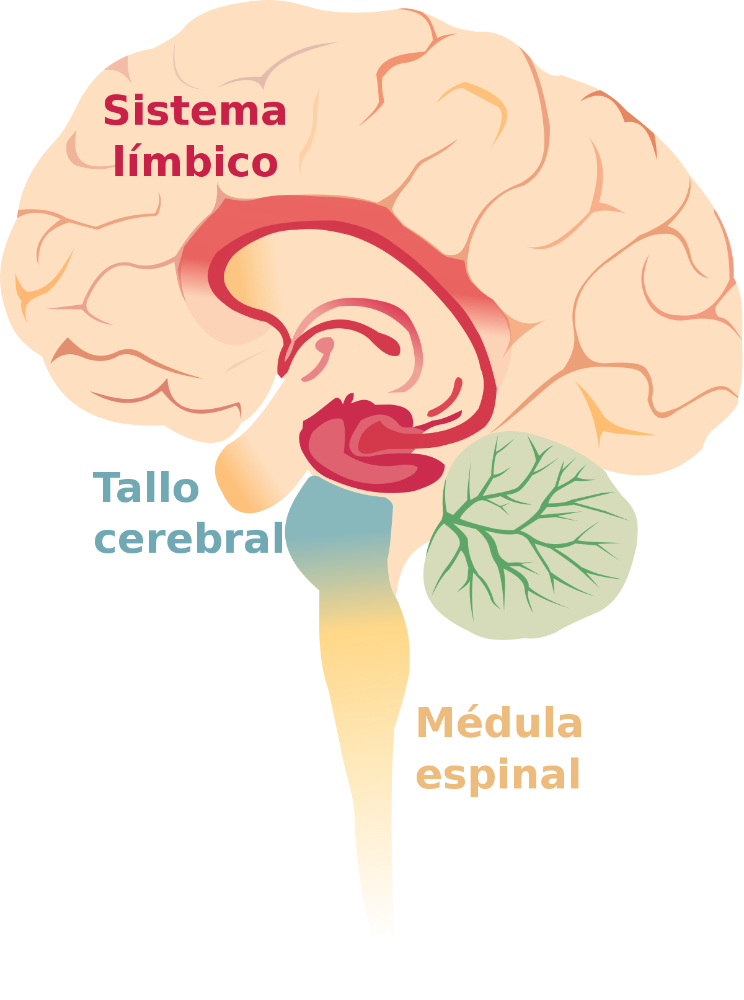 Sistema
límbico
Tallo
cerebral
Médula
espinal